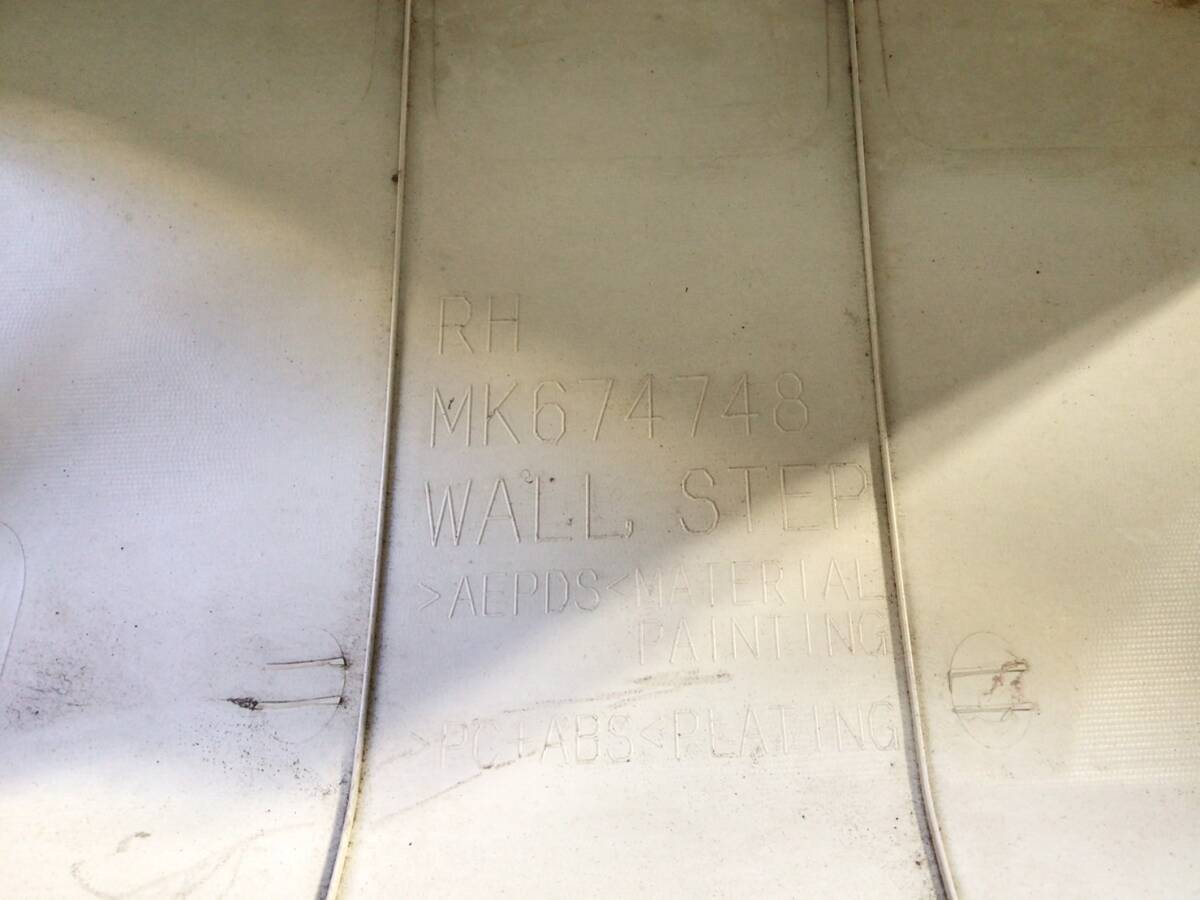 RH
MK674748
WALL, STEP
>AEPDS<MATERIAL
PAINTING
>PC+ABS<PLATING